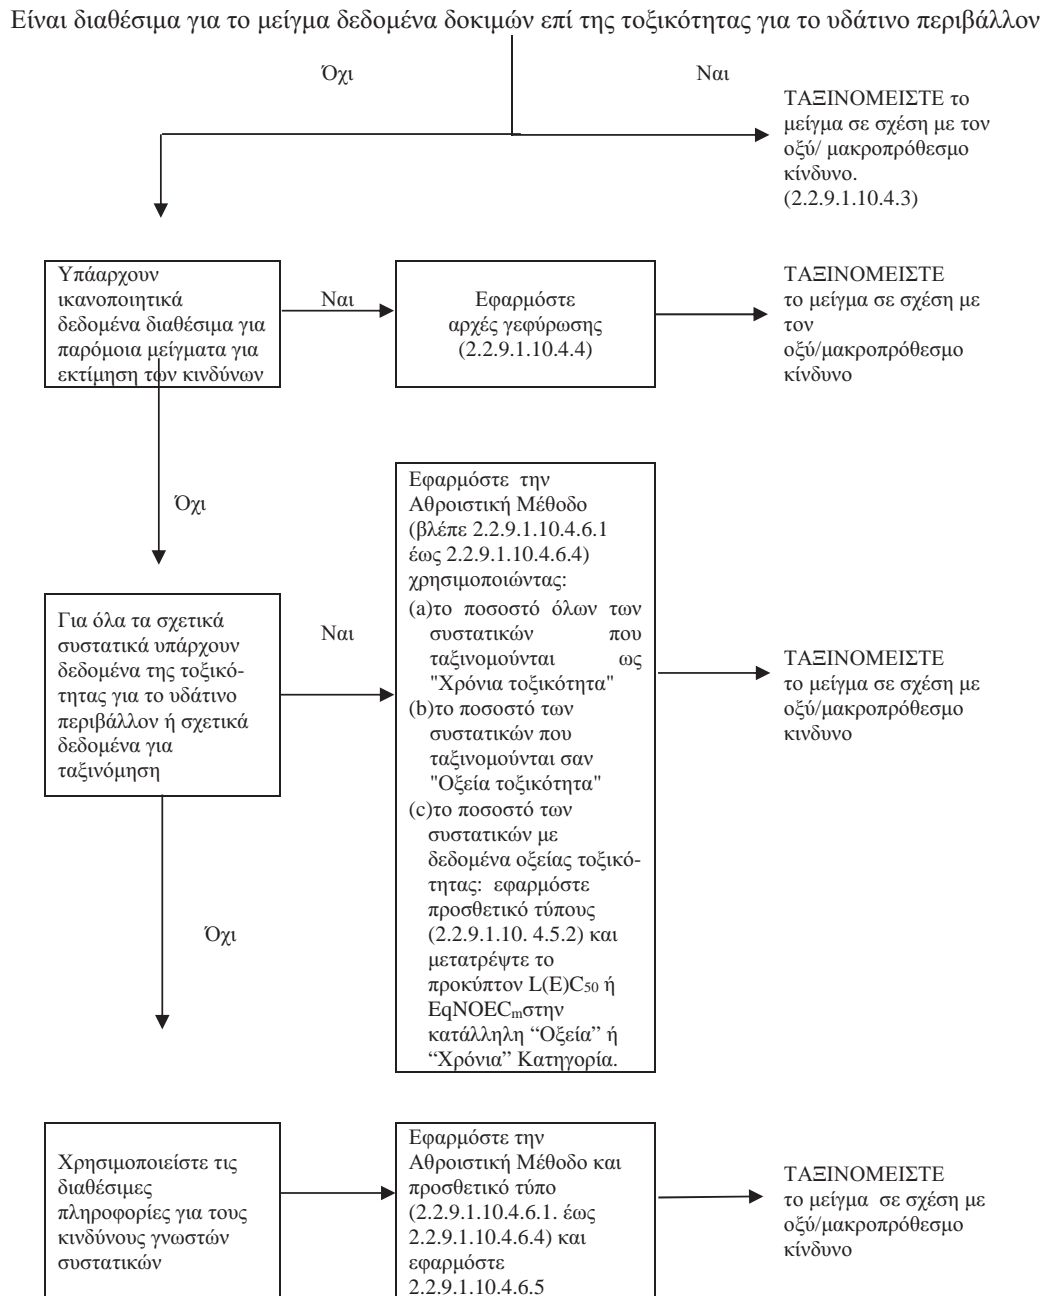 Είναι διαθέσιμα για το μείγμα δεδομένα δοκιμών επί της τοξικότητας για το υδάτινο περιβάλλον
Όχι
Ναι
ΤΑΞΙΝΟΜΕΙΣΤΕ το
μείγμα σε σχέση με τον
οξύ/ μακροπρόθεσμο
κίνδυνο.
(2.2.9.1.10.4.3)
Υπάαρχουν
ικανοποιητικά
δεδομένα διαθέσιμα για
παρόμοια μείγματα για
εκτίμηση των κινδύνων
Ναι
Εφαρμόστε
αρχές γεφύρωσης
(2.2.9.1.10.4.4)
ΤΑΞΙΝΟΜΕΙΣΤΕ
το μείγμα σε σχέση με
τον
οξύ/μακροπρόθεσμο
κίνδυνο
Όχι
Για όλα τα σχετικά
συστατικά υπάρχουν
δεδομένα της τοξικό-
τητας για το υδάτινο
περιβάλλον ή σχετικά
δεδομένα για
ταξινόμηση
Ναι
Εφαρμόστε την
Αθροιστική Μέθοδο
(βλέπε 2.2.9.1.10.4.6.1
έως 2.2.9.1.10.4.6.4)
χρησιμοποιώντας:
(a)το ποσοστό όλων των
συστατικών που
ταξινομούνται ως
"Χρόνια τοξικότητα"
(b)το ποσοστό των
συστατικών που
ταξινομούνται σαν
"Οξεία τοξικότητα"
(c)το ποσοστό των
συστατικών με
δεδομένα οξείας τοξικό-
τητας: εφαρμόστε
προσθετικό τύπους
(2.2.9.1.10. 4.5.2) και
μετατρέψτε το
προκύπτον L(E)C₅₀ ή
EqNOECₘστην
κατάλληλη “Οξεία” ή
“Χρόνια” Κατηγορία.
ΤΑΞΙΝΟΜΕΙΣΤΕ
το μείγμα σε σχέση με
οξύ/μακροπρόθεσμο
κινδυνο
Όχι
Χρησιμοποιείστε τις
διαθέσιμες
πληροφορίες για τους
κινδύνους γνωστών
συστατικών
Εφαρμόστε την
Αθροιστική Μέθοδο και
προσθετικό τύπο
(2.2.9.1.10.4.6.1. έως
2.2.9.1.10.4.6.4) και
εφαρμόστε
2.2.9.1.10.4.6.5
ΤΑΞΙΝΟΜΕΙΣΤΕ
το μείγμα σε σχέση με
οξύ/μακροπρόθεσμο
κίνδυνο